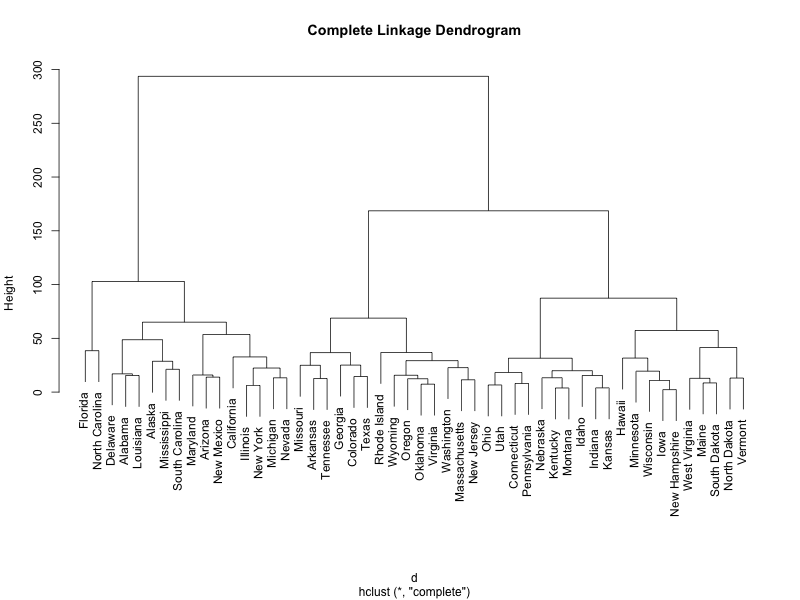 Complete Linkage Dendrogram
Height
300
250
200
150
100
50
0
Florida
North Carolina
Delaware
Alabama
Louisiana
Alaska
Mississippi
South Carolina
Maryland
Arizona
New Mexico
California
Illinois
New York
Michigan
Nevada
Missouri
Arkansas
Tennessee
Georgia
Colorado
Texas
Rhode Island
Wyoming
Oregon
Oklahoma
Virginia
Washington
Massachusetts
New Jersey
Ohio
Utah
Connecticut
Pennsylvania
Nebraska
Kentucky
Montana
Idaho
Indiana
Kansas
Hawaii
Minnesota
Wisconsin
Iowa
New Hampshire
West Virginia
Maine
South Dakota
North Dakota
Vermont
d
hclust (*, "complete")